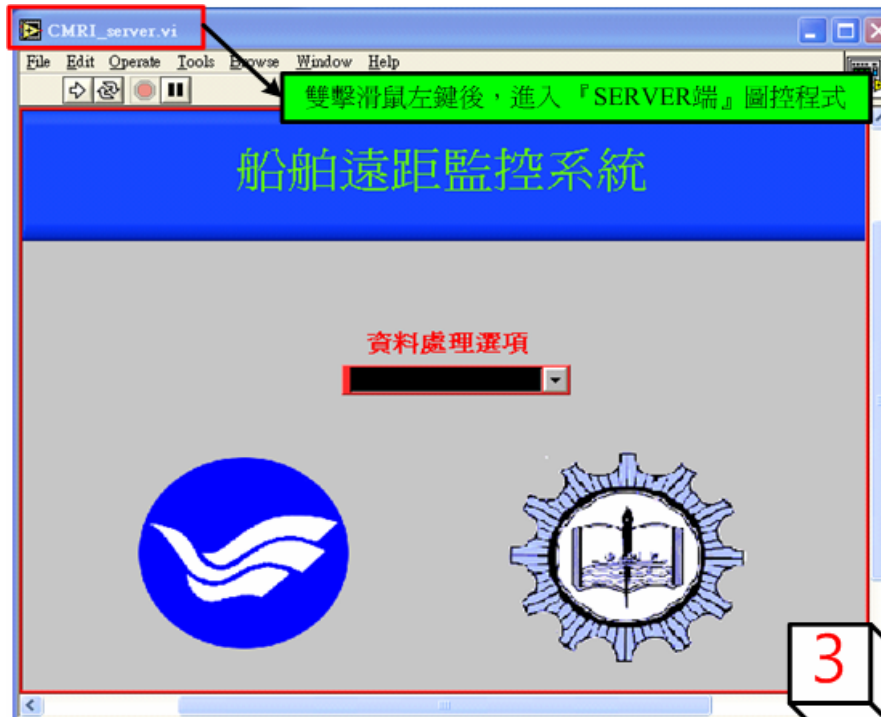 CMRI_server.vi
File Edit Operate Tools Browse Window Help
雙擊滑鼠左鍵後，進入『SERVER端』圖控程式
船舶遠距監控系統
資料處理選項
3